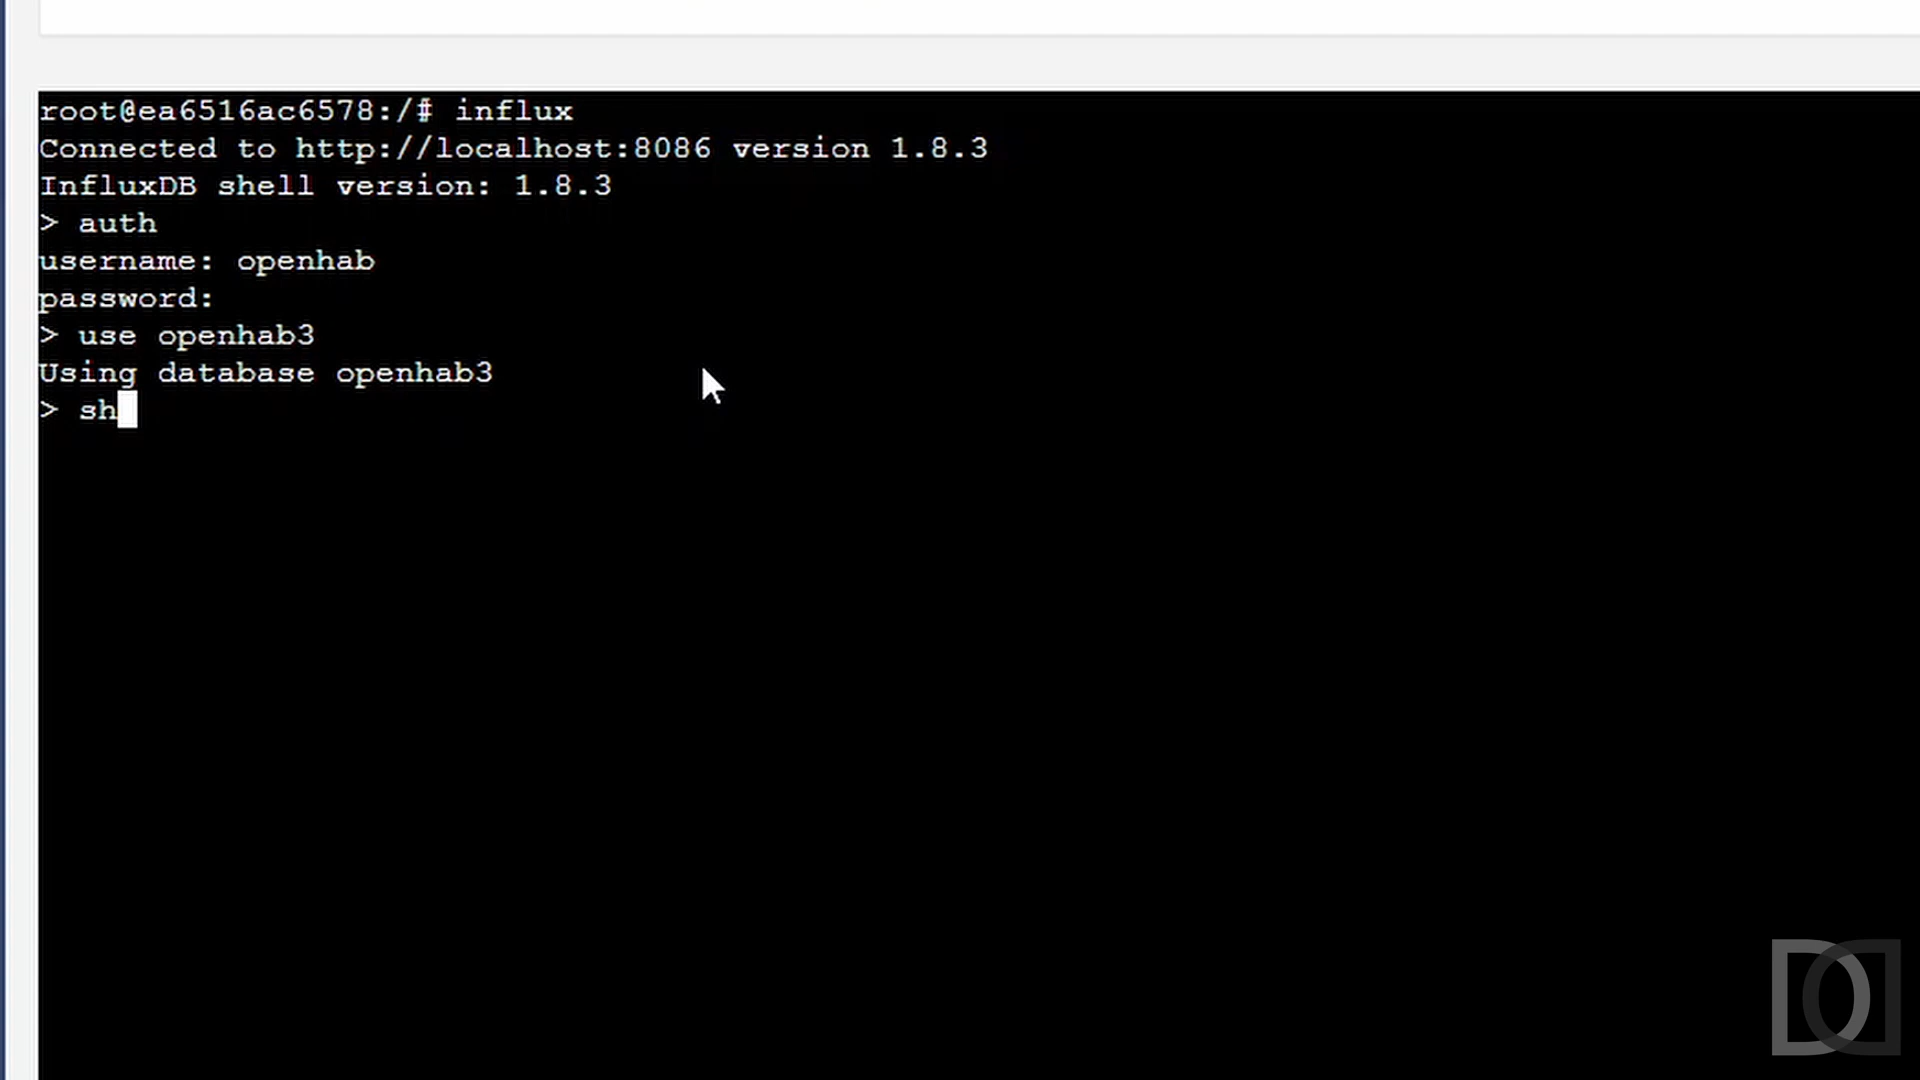 root@ea6516ac6578:/# influx
Connected to http://localhost:8086 version 1.8.3
InfluxDB shell version: 1.8.3
> auth
username: openhab
password:
> use openhab3
Using database openhab3
> sh